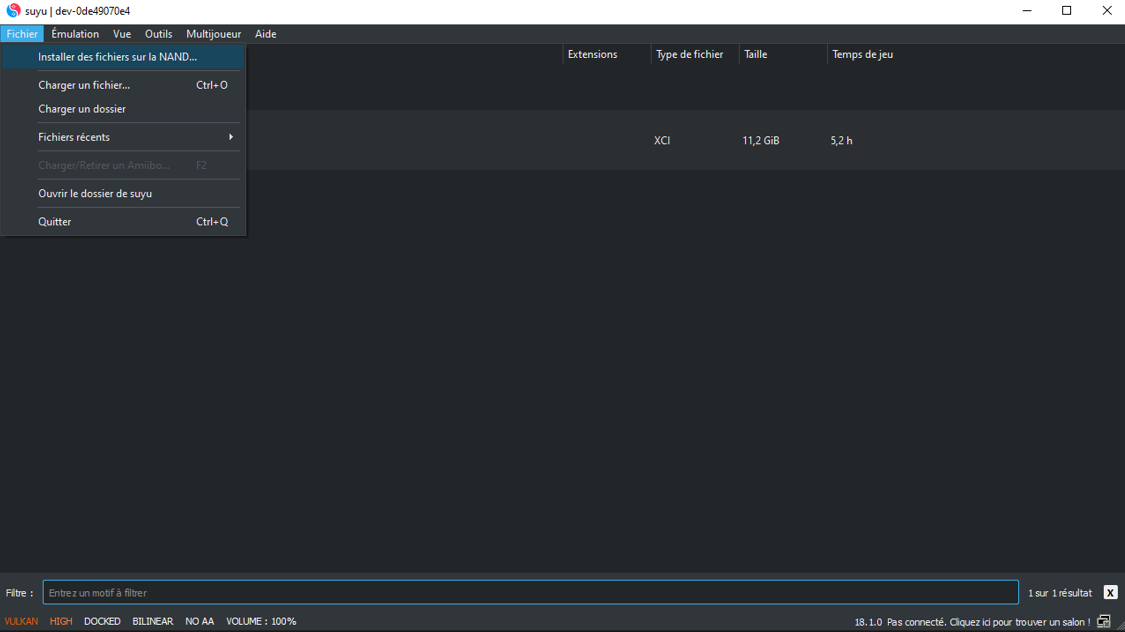 suyu | dev-0de49070e4
Fichier Émulation Vue Outils Multijoueur Aide
Installer des fichiers sur la NAND...
Extensions Type de fichier Taille Temps de jeu
Charger un fichier... Ctrl+O
Charger un dossier
Fichiers récents
XCI 11,2 GiB 5,2 h
Charger/Retirer un Amiibo... F2
Ouvrir le dossier de suyu
Quitter Ctrl+Q
Filtre : Entrez un motif à filtrer 1 sur 1 résultat X
VULKAN HIGH DOCKED BILINEAR NO AA VOLUME : 100% 18.1.0 Pas connecté. Cliquez ici pour trouver un salon !